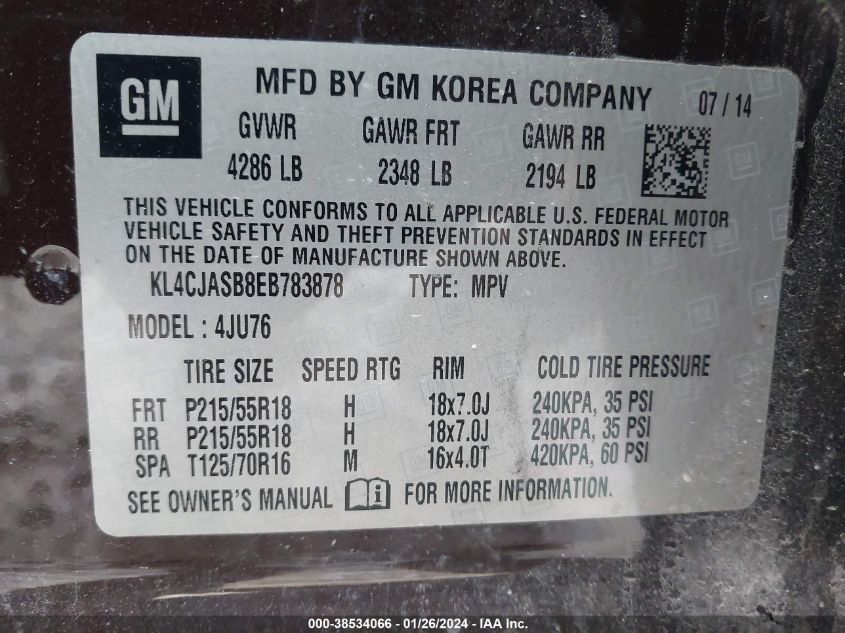 GM
MFD BY GM KOREA COMPANY 07 / 14
GVWR GAWR FRT GAWR RR
4286 LB 2348 LB 2194 LB
THIS VEHICLE CONFORMS TO ALL APPLICABLE U.S. FEDERAL MOTOR
VEHICLE SAFETY AND THEFT PREVENTION STANDARDS IN EFFECT
ON THE DATE OF MANUFACTURE SHOWN ABOVE.
KL4CJASB8EB783878 TYPE: MPV
MODEL : 4JU76
TIRE SIZE SPEED RTG RIM COLD TIRE PRESSURE
FRT P215/55R18 H 18x7.0J 240KPA, 35 PSI
RR P215/55R18 H 18x7.0J 240KPA, 35 PSI
SPA T125/70R16 M 16x4.0T 420KPA, 60 PSI
SEE OWNER'S MANUAL i FOR MORE INFORMATION.
000-38534066 - 01/26/2024 - IAA Inc.